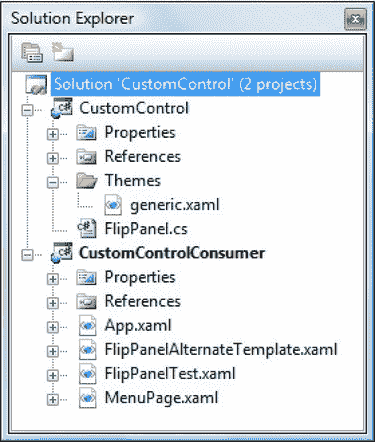 Solution Explorer
Solution 'CustomControl' (2 projects)
C# CustomControl
Properties
References
Themes
generic.xaml
C# FlipPanel.cs
C# CustomControlConsumer
Properties
References
App.xaml
FlipPanelAlternateTemplate.xaml
FlipPanelTest.xaml
MenuPage.xaml